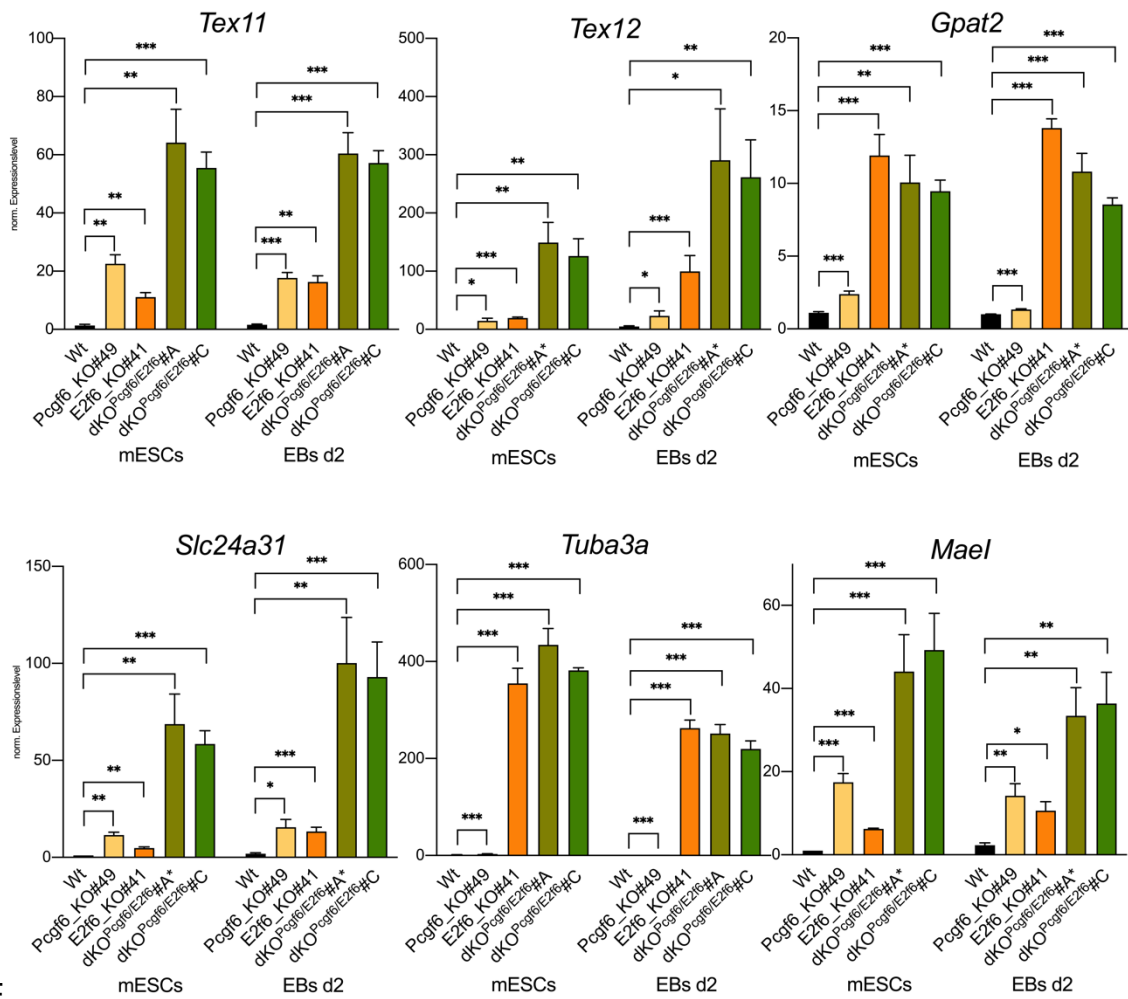 Tex11
Tex12
Gpat2
norm. Expressionslevel
100
80
60
40
20
0
500
400
300
200
100
0
20
15
10
5
0
*** ** ** ** *** *** ** ***
** ** *** * ** * *** *
*** ** *** *** *** *** *** ***
Wt Pcgf6_KO#49 E2f6_KO#41 dKOPcgf6/E2f6#A dKOPcgf6/E2f6#C
Wt Pcgf6_KO#49 E2f6_KO#41 dKOPcgf6/E2f6#A dKOPcgf6/E2f6#C
mESCs EBs d2
Wt Pcgf6_KO#49 E2f6_KO#41 dKOPcgf6/E2f6#A* dKOPcgf6/E2f6#C
Wt Pcgf6_KO#49 E2f6_KO#41 dKOPcgf6/E2f6#A* dKOPcgf6/E2f6#C
mESCs EBs d2
Wt Pcgf6_KO#49 E2f6_KO#41 dKOPcgf6/E2f6#A* dKOPcgf6/E2f6#C
Wt Pcgf6_KO#49 E2f6_KO#41 dKOPcgf6/E2f6#A* dKOPcgf6/E2f6#C
mESCs EBs d2
Slc24a31
Tuba3a
Mael
norm. Expressionslevel
150
100
50
0
600
400
200
0
60
40
20
0
*** ** ** ** *** ** *** *
*** *** *** *** *** *** *** ***
*** *** *** *** ** ** * **
Wt Pcgf6_KO#49 E2f6_KO#41 dKOPcgf6/E2f6#A* dKOPcgf6/E2f6#C
Wt Pcgf6_KO#49 E2f6_KO#41 dKOPcgf6/E2f6#A* dKOPcgf6/E2f6#C
mESCs EBs d2
Wt Pcgf6_KO#49 E2f6_KO#41 dKOPcgf6/E2f6#A dKOPcgf6/E2f6#C
Wt Pcgf6_KO#49 E2f6_KO#41 dKOPcgf6/E2f6#A dKOPcgf6/E2f6#C
mESCs EBs d2
Wt Pcgf6_KO#49 E2f6_KO#41 dKOPcgf6/E2f6#A* dKOPcgf6/E2f6#C
Wt Pcgf6_KO#49 E2f6_KO#41 dKOPcgf6/E2f6#A* dKOPcgf6/E2f6#C
mESCs EBs d2